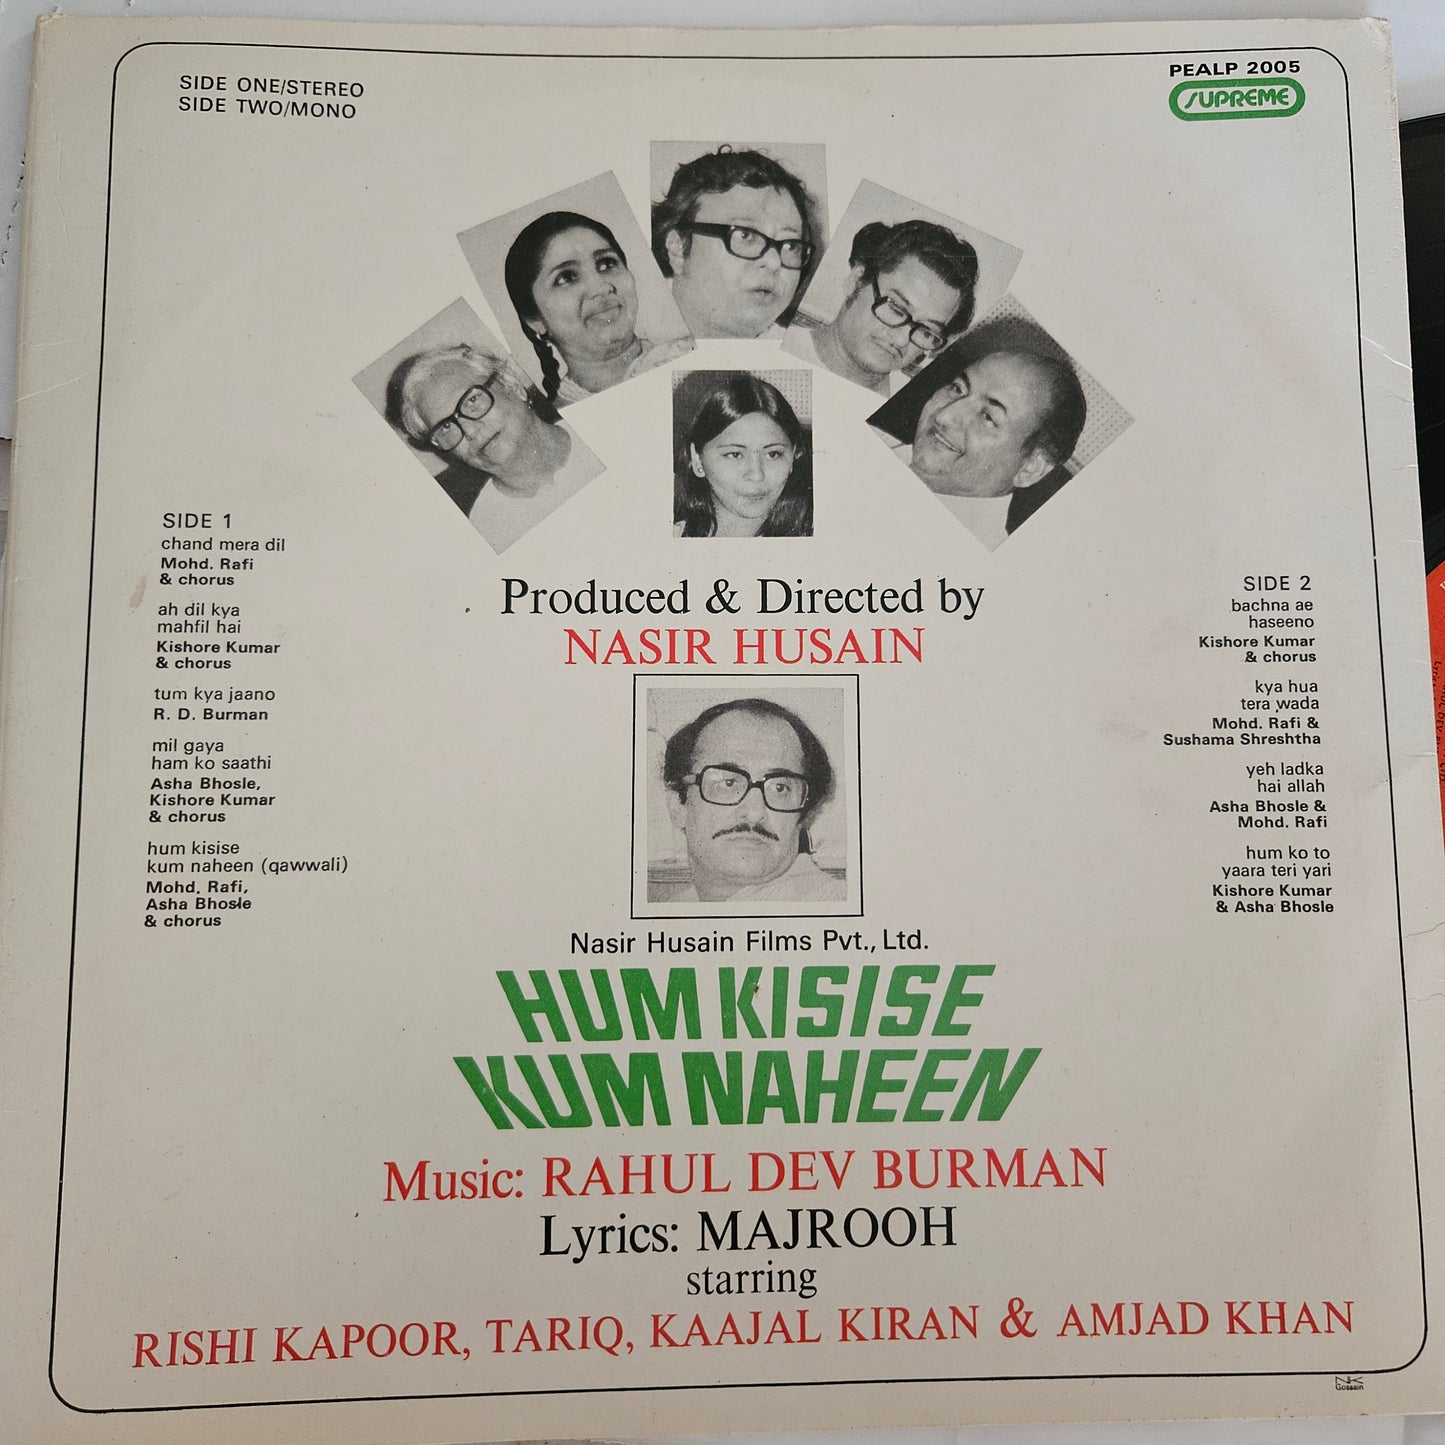 SIDE ONE/STEREO
SIDE TWO/MONO
PEALP 2005
SUPREME
SIDE 1
chand mera dil
Mohd. Rafi
& chorus
ah dil kya
mahfil hai
Kishore Kumar
& chorus
tum kya jaano
R. D. Burman
mil gaya
ham ko saathi
Asha Bhosle,
Kishore Kumar
& chorus
hum kisise
kum naheen (qawwali)
Mohd. Rafi,
Asha Bhosle
& chorus
Produced & Directed by
NASIR HUSAIN
SIDE 2
bachna ae
haseeno
Kishore Kumar
& chorus
kya hua
tera wada
Mohd. Rafi &
Sushama Shreshtha
yeh ladka
hai allah
Asha Bhosle &
Mohd. Rafi
hum ko to
yaara teri yari
Kishore Kumar
& Asha Bhosle
Nasir Husain Films Pvt., Ltd.
HUM KISISE
KUM NAHEEN
Music: RAHUL DEV BURMAN
Lyrics: MAJROOH
starring
RISHI KAPOOR, TARIQ, KAAJAL KIRAN & AMJAD KHAN
Gossain